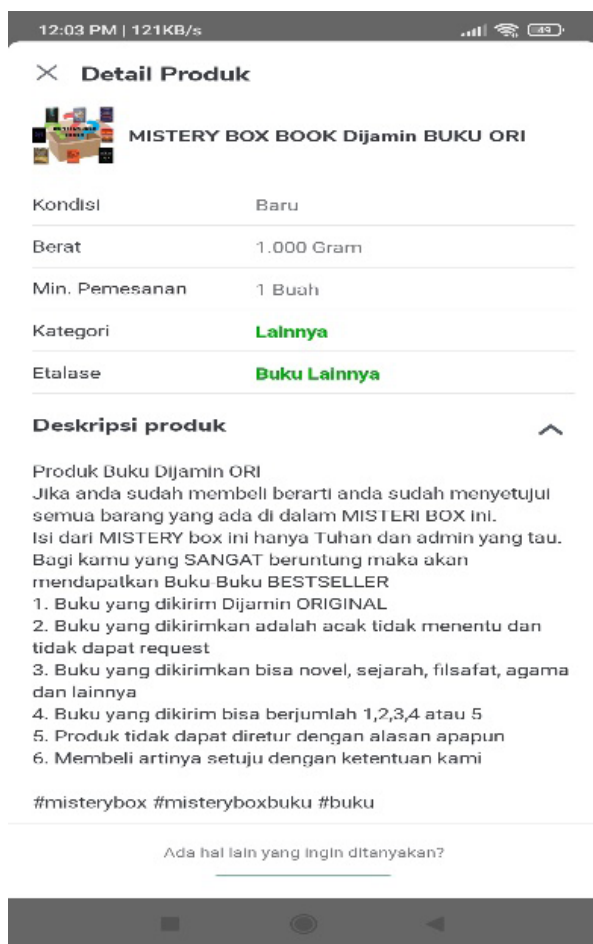 12:03 PM | 121KB/s
49
Detail Produk
MISTERY BOX BOOK Dijamin BUKU ORI
Kondisi Baru
Berat 1.000 Gram
Min. Pemesanan 1 Buah
Kategori Lainnya
Etalase Buku Lainnya
Deskripsi produk
Produk Buku Dijamin ORI
Jika anda sudah membeli berarti anda sudah menyetujui
semua barang yang ada di dalam MISTERI BOX ini.
Isi dari MISTERY box ini hanya Tuhan dan admin yang tau.
Bagi kamu yang SANGAT beruntung maka akan
mendapatkan Buku-Buku BESTSELLER
1. Buku yang dikirim Dijamin ORIGINAL
2. Buku yang dikirimkan adalah acak tidak menentu dan
tidak dapat request
3. Buku yang dikirimkan bisa novel, sejarah, filsafat, agama
dan lainnya
4. Buku yang dikirim bisa berjumlah 1,2,3,4 atau 5
5. Produk tidak dapat diretur dengan alasan apapun
6. Membeli artinya setuju dengan ketentuan kami
#misterybox #misteryboxbuku #buku
Ada hal lain yang ingin ditanyakan?